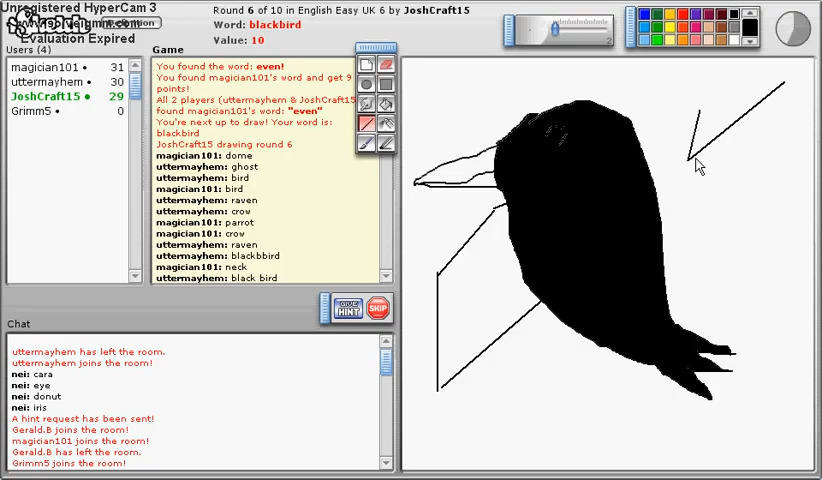 Unregistered HyperCam 3
Evaluation Expired
Round 6 of 10 in English Easy UK 6 by JoshCraft15
Word: blackbird
Value: 10
Users (4)
magician101 • 31
uttermayhem • 30
JoshCraft15 • 29
Grimm5 • 0
Game
You found the word: even!
You found magician101's word and get 9
points!
All 2 players (uttermayhem & JoshCraft15
found magician101's word: "even"
You're next up to draw! Your word is:
blackbird
JoshCraft15 drawing round 6
magician101: dome
uttermayhem: ghost
uttermayhem: bird
magician101: bird
uttermayhem: raven
uttermayhem: crow
magician101: parrot
magician101: crow
uttermayhem: raven
uttermayhem: blackbbird
magician101: neck
uttermayhem: black bird
GIVE
HINT
SKIP
2
Chat
uttermayhem has left the room.
uttermayhem joins the room!
nei: cara
nei: eye
nei: donut
nei: iris
A hint request has been sent!
Gerald.B joins the room!
magician101 joins the room!
Gerald.B has left the room.
Grimm5 joins the room!